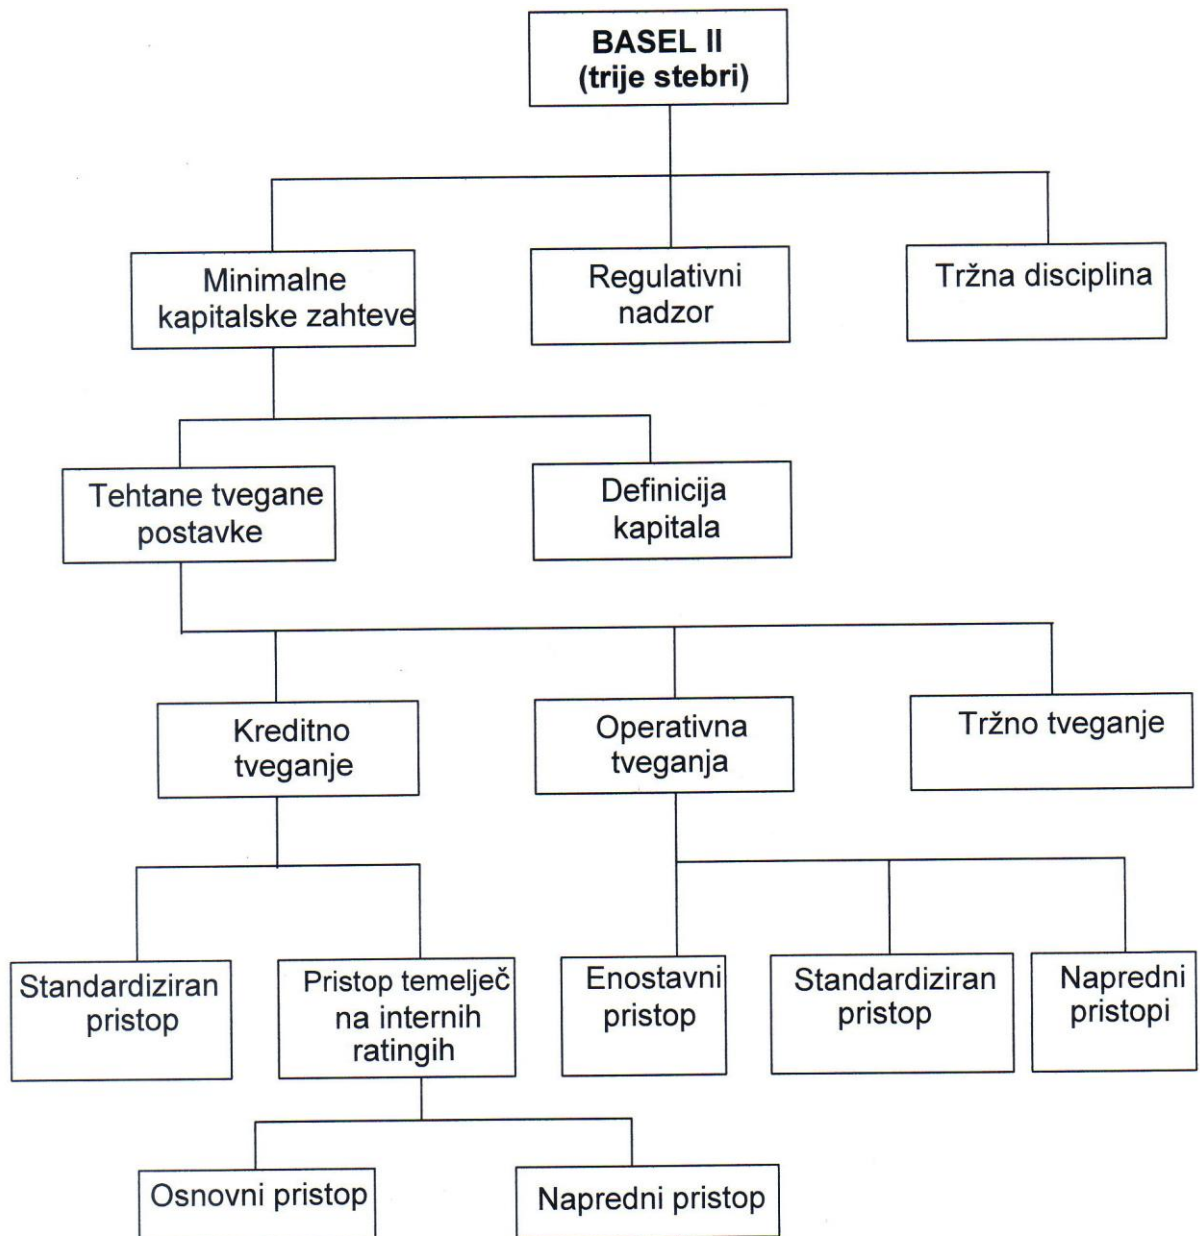 BASEL II
(trije stebri)
Minimalne
kapitalske zahteve
Regulativni
nadzor
Tržna disciplina
Tehtane tvegane
postavke
Definicija
kapitala
Kreditno
tveganje
Operativna
tveganja
Tržno tveganje
Standardiziran
pristop
Pristop temelječ
na internih
ratingih
Enostavni
pristop
Standardiziran
pristop
Napredni
pristopi
Osnovni pristop
Napredni pristop